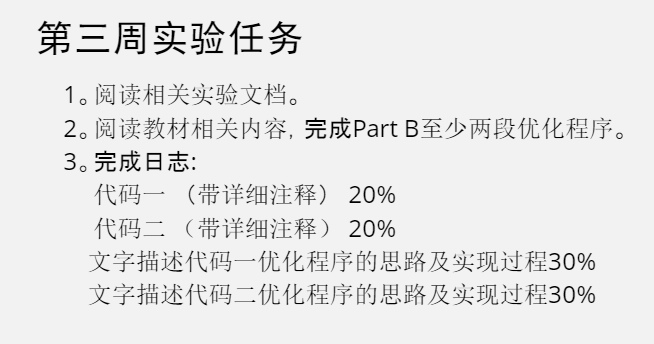 第三周实验任务
1。阅读相关实验文档。
2。阅读教材相关内容, 完成Part B至少两段优化程序。
3。完成日志:
代码一 （带详细注释） 20%
代码二 （带详细注释） 20%
文字描述代码一优化程序的思路及实现过程30%
文字描述代码二优化程序的思路及实现过程30%